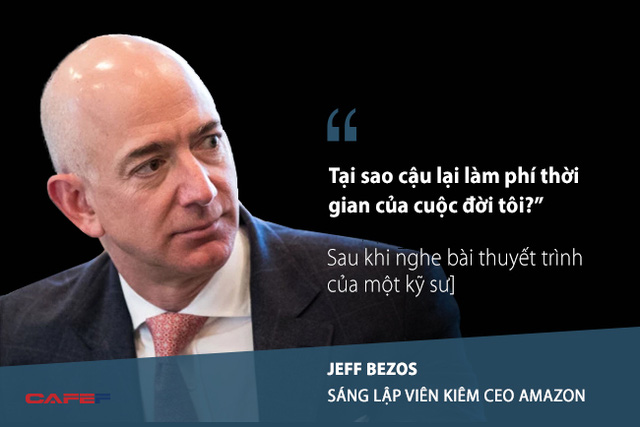 “
Tại sao cậu lại làm phí thời
gian của cuộc đời tôi?”
Sau khi nghe bài thuyết trình
của một kỹ sư]
JEFF BEZOS
SÁNG LẬP VIÊN KIÊM CEO AMAZON
CAFEF